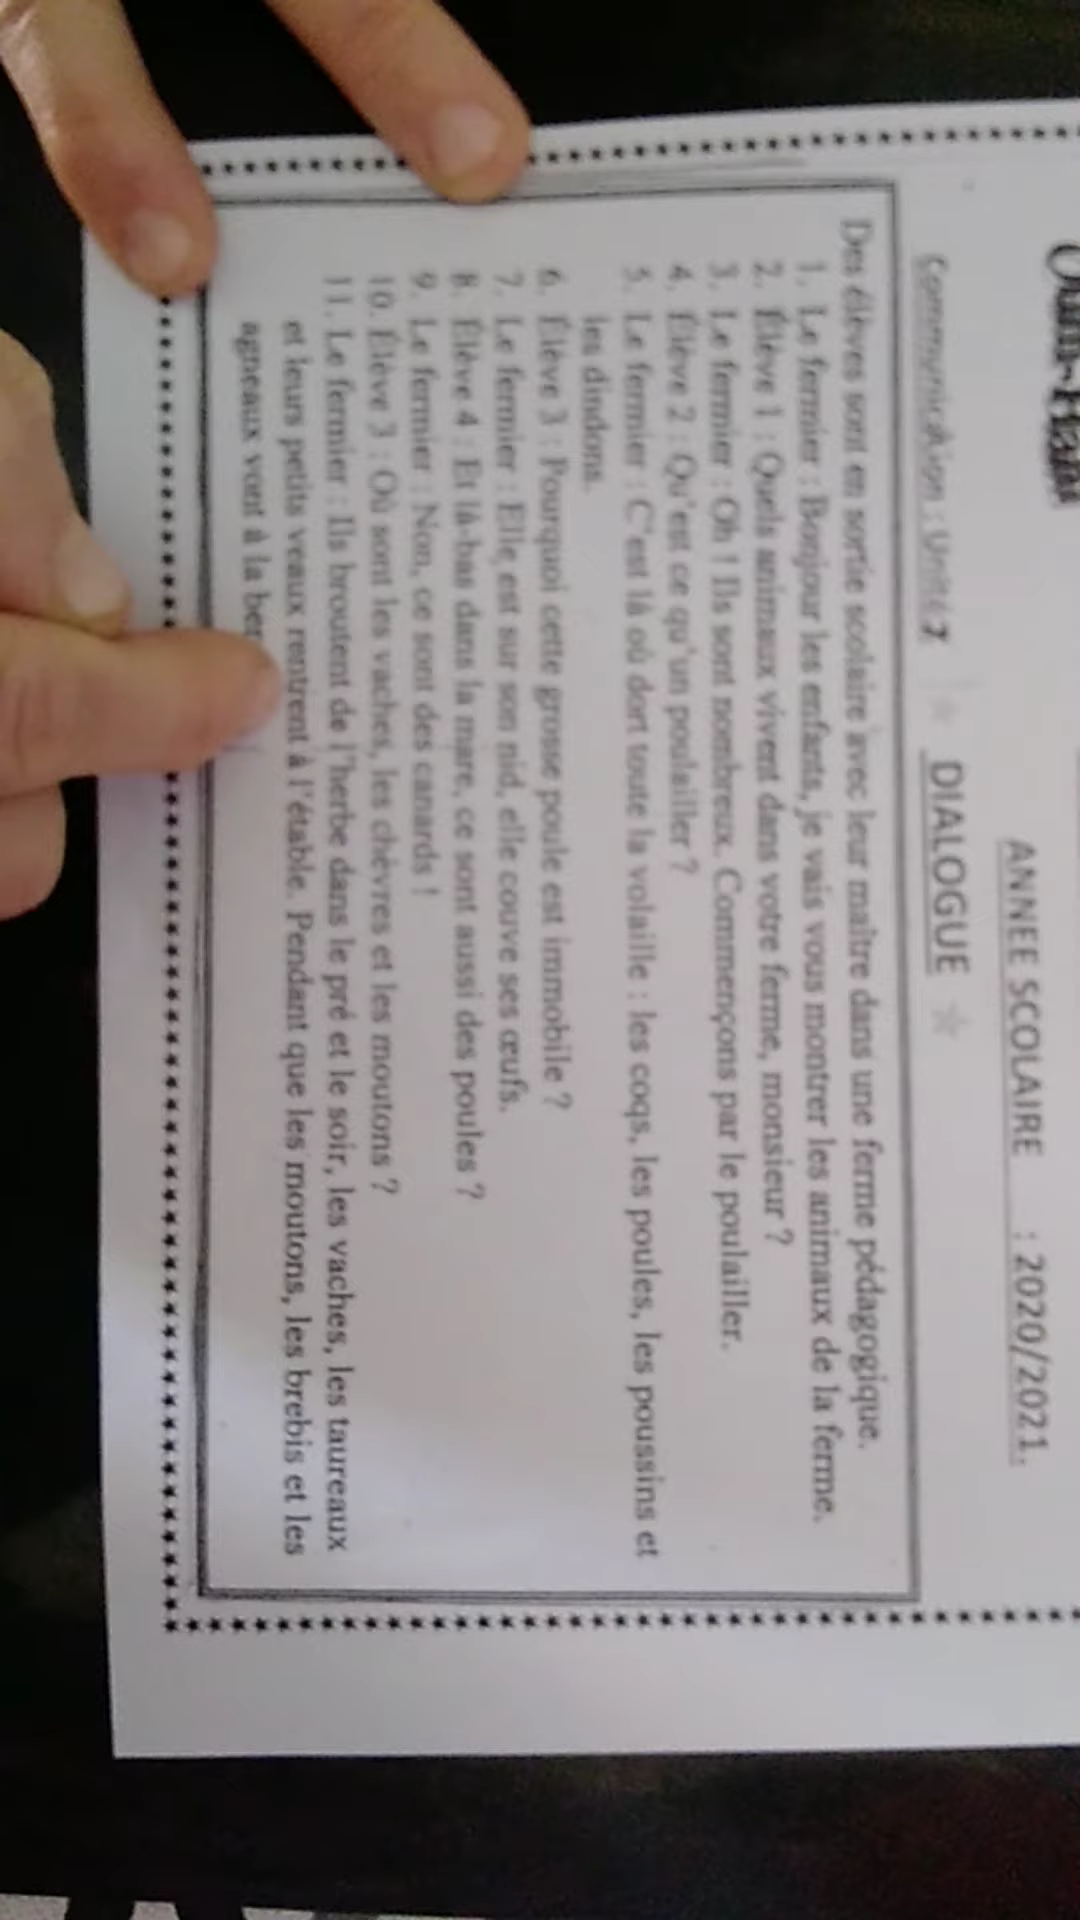 ANNEE SCOLAIRE : 2020/2021.
Communication : Unité 7 DIALOGUE
Des élèves sont en sortie scolaire avec leur maître dans une ferme pédagogique.
1. Le fermier : Bonjour les enfants, je vais vous montrer les animaux de la ferme.
2. Élève 1 : Quels animaux vivent dans votre ferme, monsieur ?
3. Le fermier : Oh ! Ils sont nombreux. Commençons par le poulailler.
4. Élève 2 : Qu'est ce qu'un poulailler ?
5. Le fermier : C'est là où dort toute la volaille : les coqs, les poules, les poussins et
les dindons.
6. Élève 3 : Pourquoi cette grosse poule est immobile ?
7. Le fermier : Elle est sur son nid, elle couve ses œufs.
8. Élève 4 : Et là-bas dans la mare, ce sont aussi des poules ?
9. Le fermier : Non, ce sont des canards !
10. Élève 3 : Où sont les vaches, les chèvres et les moutons ?
11. Le fermier : Ils broutent de l'herbe dans le pré et le soir, les vaches, les taureaux
et leurs petits veaux rentrent à l'étable. Pendant que les moutons, les brebis et les
agneaux vont à la